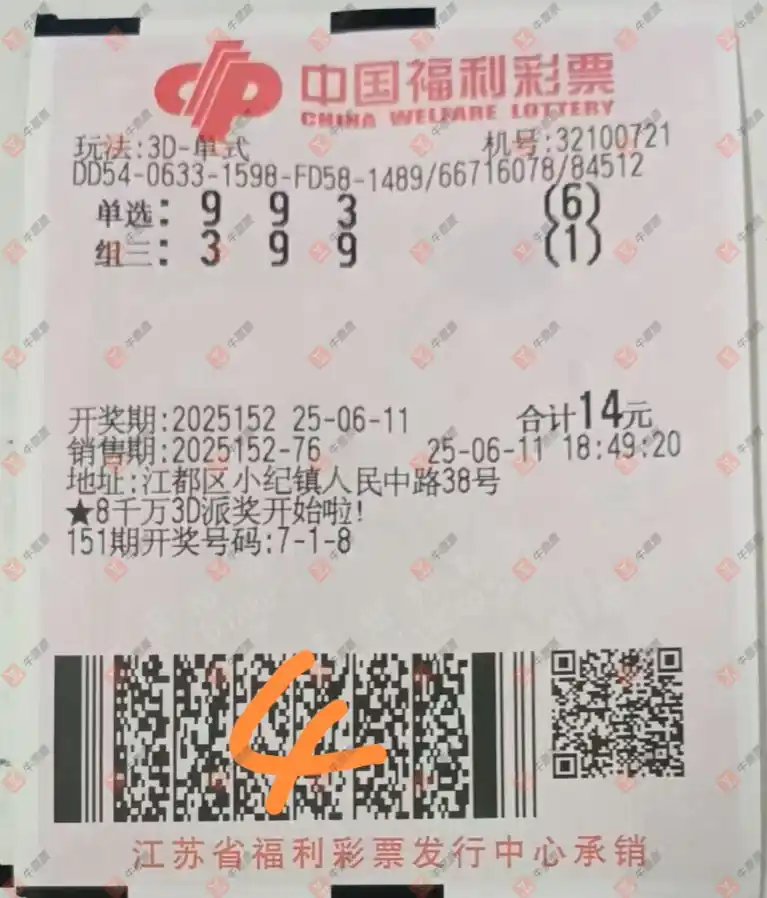 中国福利彩票
CHINA WELFARE LOTTERY
玩法:3D-单式 机号:32100721
DD54-0633-1598-FD58-1489/66716078/84512
单选: 9 9 3 (6)
组三: 3 9 9 (1)
开奖期:2025152 25-06-11 合计14元
销售期:2025152-76 25-06-11 18:49:20
地址:江都区小纪镇人民中路38号
★8千万3D派奖开始啦!
151期开奖号码:7-1-8
4
江苏省福利彩票发行中心承销